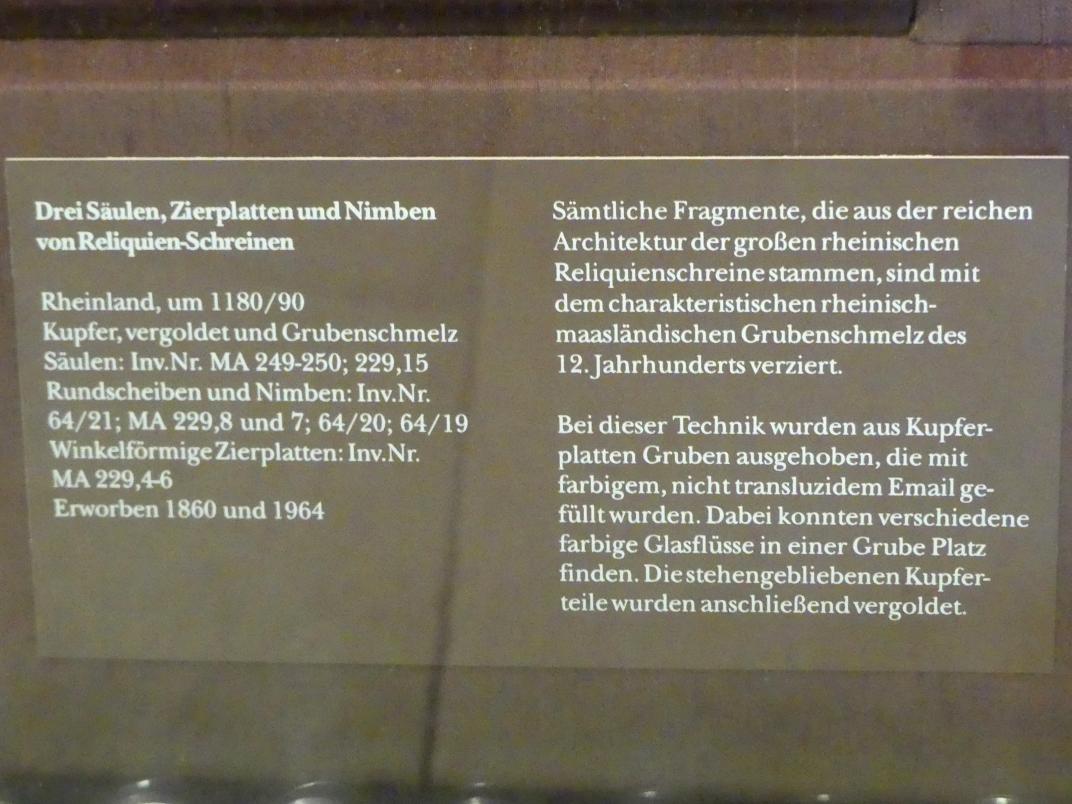 Drei Säulen, Zierplatten und Nimben
von Reliquien-Schreinen
Rheinland, um 1180/90
Kupfer, vergoldet und Grubenschmelz
Säulen: Inv.Nr. MA 249-250; 229,15
Rundscheiben und Nimben: Inv.Nr.
64/21; MA 229,8 und 7; 64/20; 64/19
Winkelförmige Zierplatten: Inv.Nr.
MA 229,4-6
Erworben 1860 und 1964
Sämtliche Fragmente, die aus der reichen
Architektur der großen rheinischen
Reliquienschreine stammen, sind mit
dem charakteristischen rheinisch-
maasländischen Grubenschmelz des
12. Jahrhunderts verziert.
Bei dieser Technik wurden aus Kupfer-
platten Gruben ausgehoben, die mit
farbigem, nicht transluzidem Email ge-
füllt wurden. Dabei konnten verschiedene
farbige Glasflüsse in einer Grube Platz
finden. Die stehengebliebenen Kupfer-
teile wurden anschließend vergoldet.